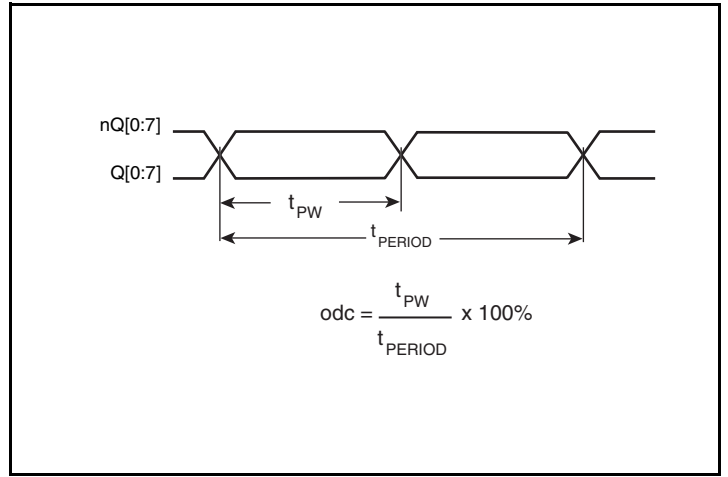 nQ[0:7]
Q[0:7]
tPW
tPERIOD
tPW
odc = x 100%
tPERIOD